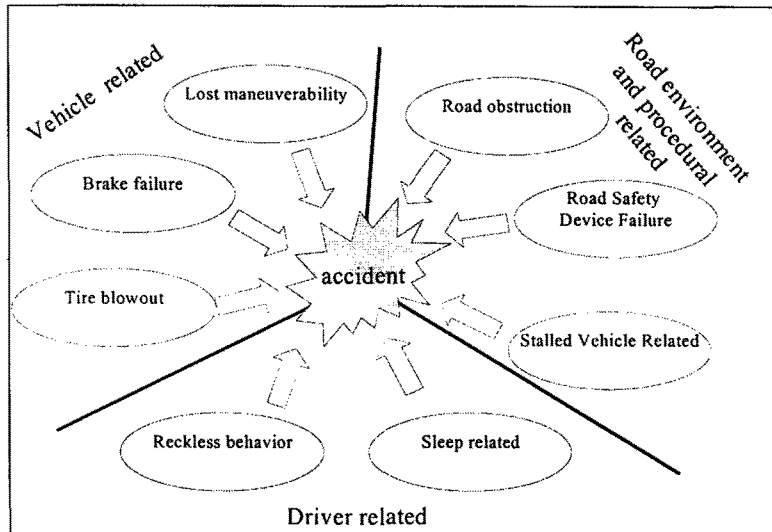 Vehicle related
Lost maneuverability
Brake failure
Tire blowout
Road environment
and procedural
related
Road obstruction
Road Safety
Device Failure
Stalled Vehicle Related
accident
Reckless behavior
Sleep related
Driver related